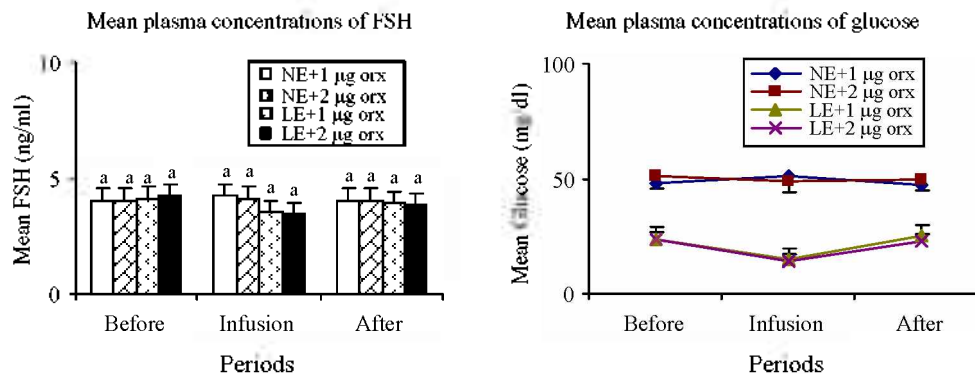 Mean plasma concentrations of FSH
10
5
0
Mean FSH (ng/ml)
NE+1 µg orx
NE+2 µg orx
LE+1 µg orx
LE+2 µg orx
a a a a
a a a a
a a a a
Before Infusion After
Periods
Mean plasma concentrations of glucose
100
50
0
Mean Glucose (mg/dl)
NE+1 µg orx
NE+2 µg orx
LE+1 µg orx
LE+2 µg orx
Before Infusion After
Periods